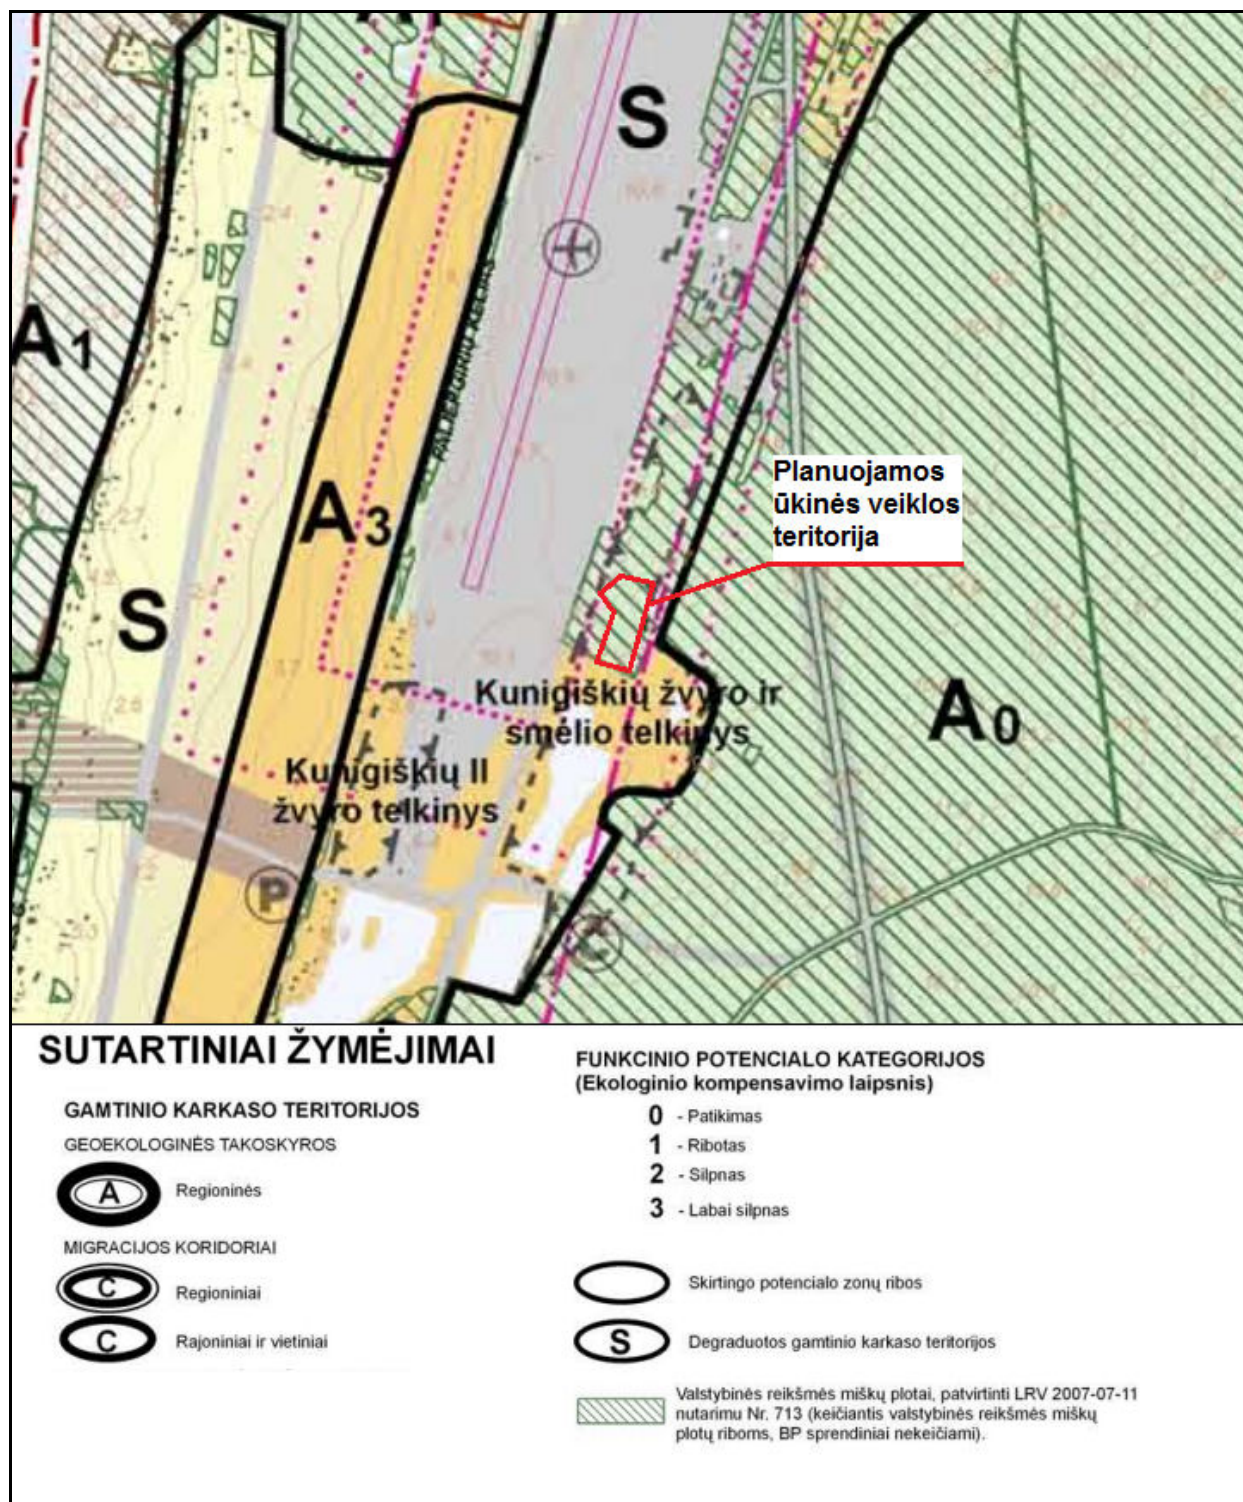 S
A1
PALIEPGINIŲ KELIAS
Planuojamos
ūkinės veiklos
teritorija
A3
S
Kunigiškių žvyro ir
smėlio telkinys
A0
Kunigiškių II
žvyro telkinys
P
SUTARTINIAI ŽYMĖJIMAI
GAMTINIO KARKASO TERITORIJOS
GEOEKOLOGINĖS TAKOSKYROS
A
Regioninės
MIGRACIJOS KORIDORIAI
C
Regioniniai
C
Rajoniniai ir vietiniai
FUNKCINIO POTENCIALO KATEGORIJOS
(Ekologinio kompensavimo laipsnis)
0 - Patikimas
1 - Ribotas
2 - Silpnas
3 - Labai silpnas
Skirtingo potencialo zonų ribos
S
Degraduotos gamtinio karkaso teritorijos
Valstybinės reikšmės miškų plotai, patvirtinti LRV 2007-07-11
nutarimu Nr. 713 (keičiantis valstybinės reikšmės miškų
plotų riboms, BP sprendiniai nekeičiami).